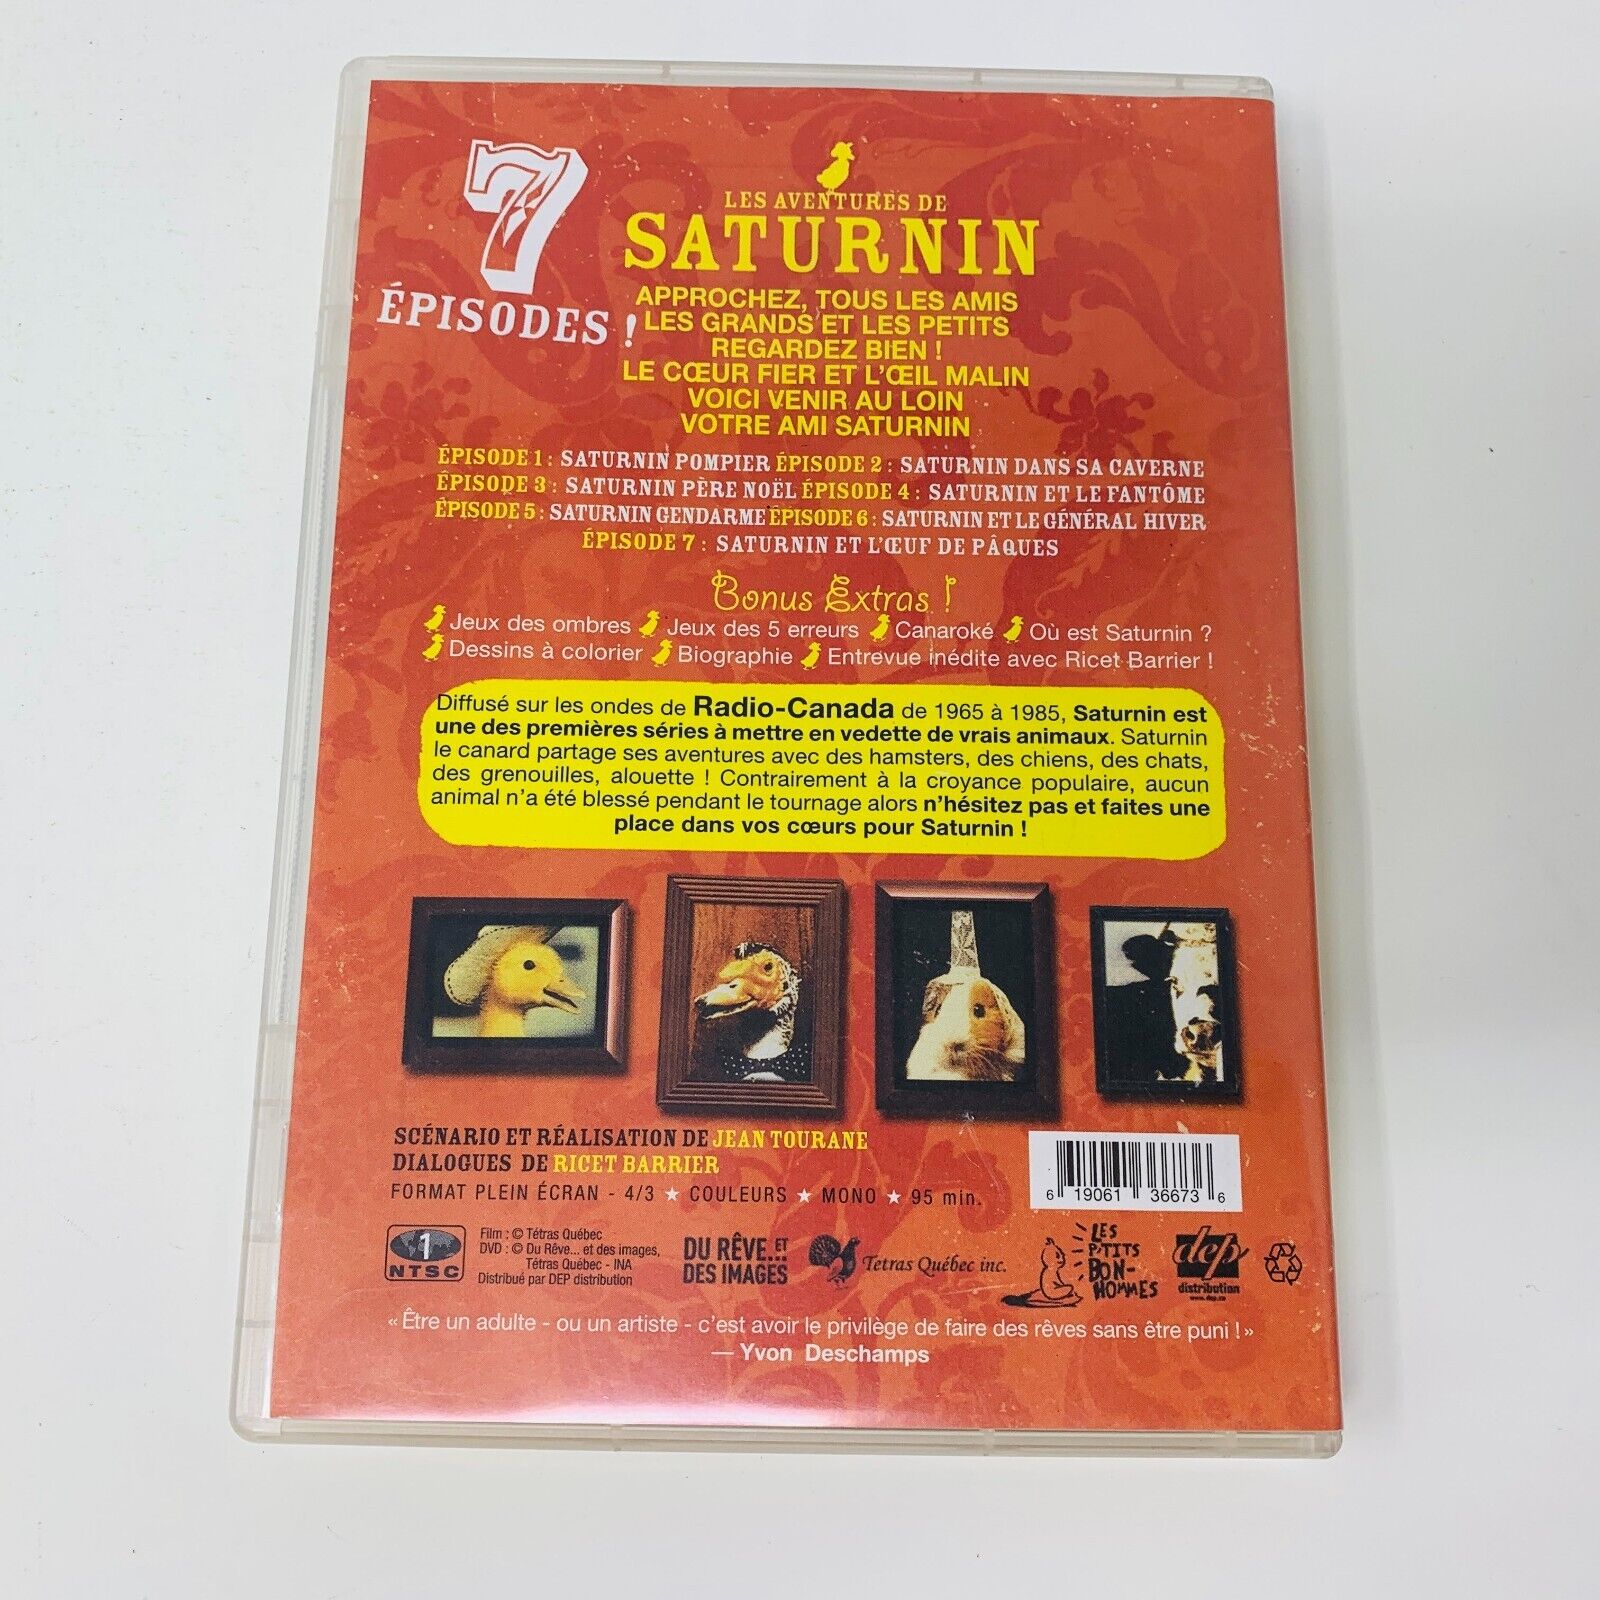 7
ÉPISODES !
LES AVENTURES DE
SATURNIN
APPROCHEZ, TOUS LES AMIS
LES GRANDS ET LES PETITS
REGARDEZ BIEN !
LE CŒUR FIER ET L'ŒIL MALIN
VOICI VENIR AU LOIN
VOTRE AMI SATURNIN
ÉPISODE 1 : SATURNIN POMPIER ÉPISODE 2 : SATURNIN DANS SA CAVERNE
ÉPISODE 3 : SATURNIN PÈRE NOËL ÉPISODE 4 : SATURNIN ET LE FANTÔME
ÉPISODE 5 : SATURNIN GENDARME ÉPISODE 6 : SATURNIN ET LE GÉNÉRAL HIVER
ÉPISODE 7 : SATURNIN ET L'ŒUF DE PÂQUES
Bonus Extras !
Jeux des ombres Jeux des 5 erreurs Canaroké Où est Saturnin ?
Dessins à colorier Biographie Entrevue inédite avec Ricet Barrier !
Diffusé sur les ondes de Radio-Canada de 1965 à 1985, Saturnin est
une des premières séries à mettre en vedette de vrais animaux. Saturnin
le canard partage ses aventures avec des hamsters, des chiens, des chats,
des grenouilles, alouette ! Contrairement à la croyance populaire, aucun
animal n'a été blessé pendant le tournage alors n'hésitez pas et faites une
place dans vos cœurs pour Saturnin !
SCÉNARIO ET RÉALISATION DE JEAN TOURANE
DIALOGUES DE RICET BARRIER
FORMAT PLEIN ÉCRAN - 4/3 ★ COULEURS ★ MONO ★ 95 min.
6 19061 36673 6
1
NTSC
Film : © Tétras Québec
DVD : © Du Rêve... et des images,
Tétras Québec - INA
Distribué par DEP distribution
DU RÊVE... ET
DES IMAGES
Tetras Québec inc.
LES
P'TITS
BON-
HOMMES
dep
distribution
www.dep.ca
« Être un adulte - ou un artiste - c'est avoir le privilège de faire des rêves sans être puni ! »
— Yvon Deschamps